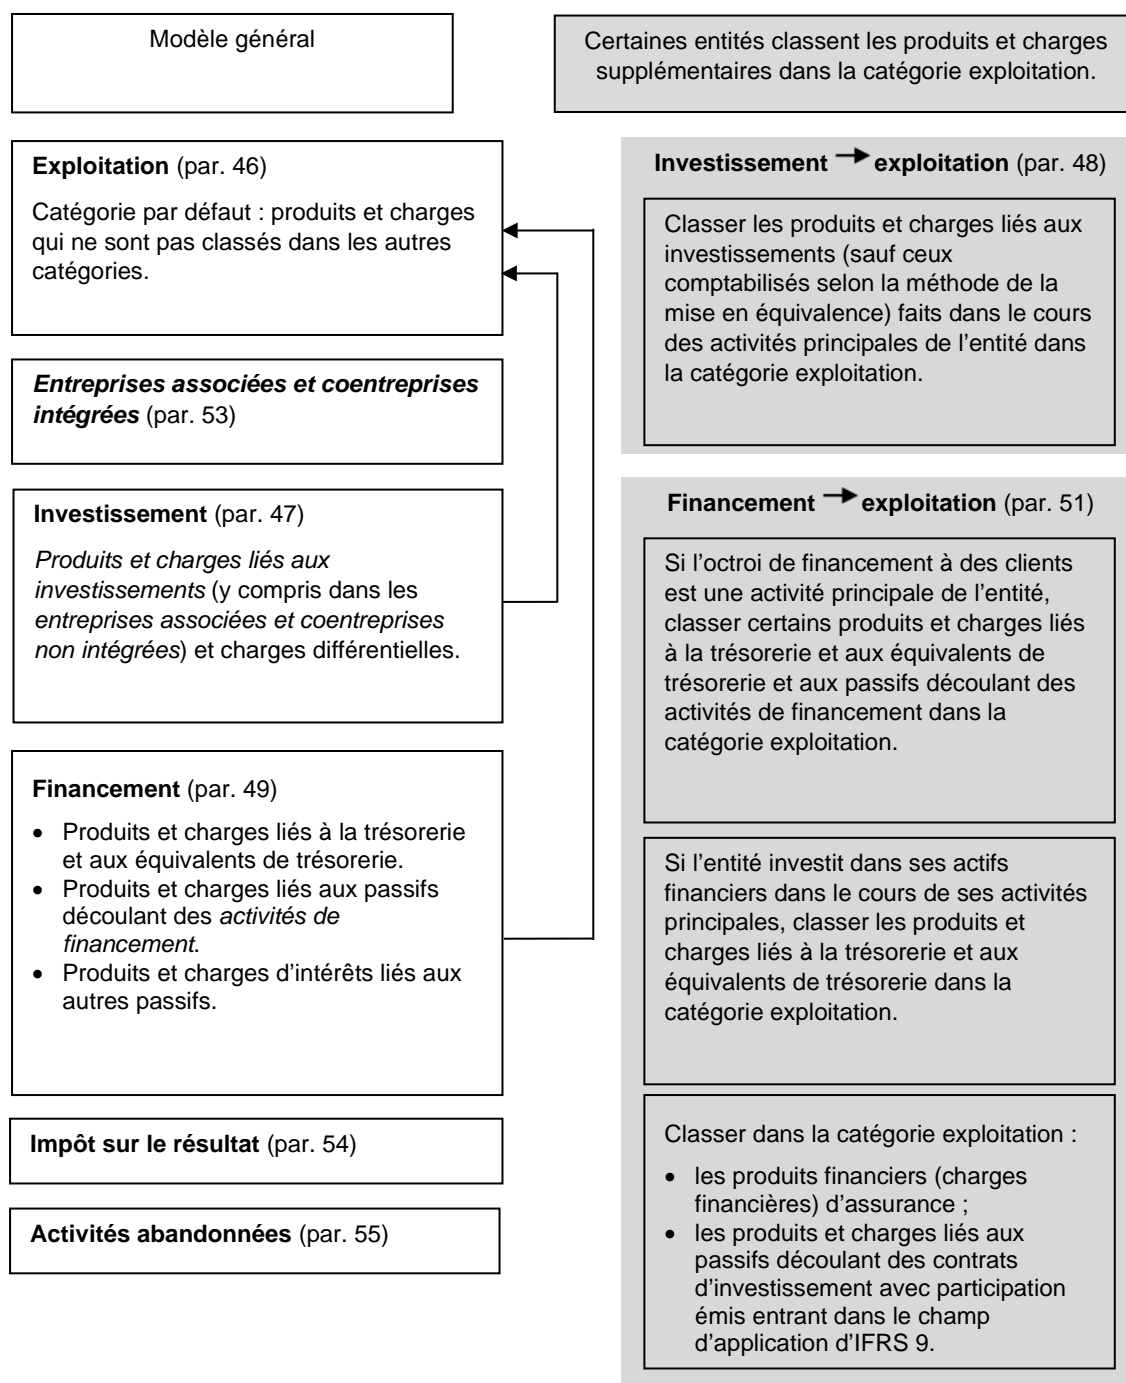 Modèle général
Certaines entités classent les produits et charges
supplémentaires dans la catégorie exploitation.
Exploitation (par. 46)
Catégorie par défaut : produits et charges
qui ne sont pas classés dans les autres
catégories.
Entreprises associées et coentreprises
intégrées (par. 53)
Investissement (par. 47)
Produits et charges liés aux
investissements (y compris dans les
entreprises associées et coentreprises
non intégrées) et charges différentielles.
Financement (par. 49)
• Produits et charges liés à la trésorerie
et aux équivalents de trésorerie.
• Produits et charges liés aux passifs
découlant des activités de
financement.
• Produits et charges d'intérêts liés aux
autres passifs.
Impôt sur le résultat (par. 54)
Activités abandonnées (par. 55)
Investissement → exploitation (par. 48)
Classer les produits et charges liés aux
investissements (sauf ceux
comptabilisés selon la méthode de la
mise en équivalence) faits dans le cours
des activités principales de l'entité dans
la catégorie exploitation.
Financement → exploitation (par. 51)
Si l'octroi de financement à des clients
est une activité principale de l'entité,
classer certains produits et charges liés
à la trésorerie et aux équivalents de
trésorerie et aux passifs découlant des
activités de financement dans la
catégorie exploitation.
Si l'entité investit dans ses actifs
financiers dans le cours de ses activités
principales, classer les produits et
charges liés à la trésorerie et aux
équivalents de trésorerie dans la
catégorie exploitation.
Classer dans la catégorie exploitation :
• les produits financiers (charges
financières) d'assurance ;
• les produits et charges liés aux
passifs découlant des contrats
d'investissement avec participation
émis entrant dans le champ
d'application d'IFRS 9.